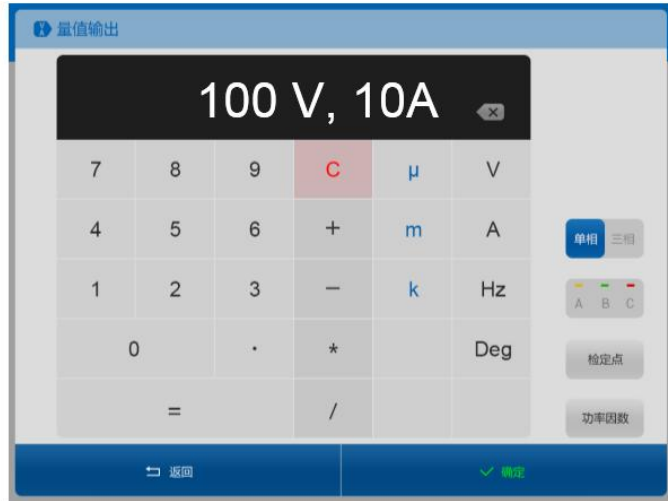 量值输出
100 V, 10A
7 8 9 C µ V
4 5 6 + m A
单相 三相
1 2 3 − k Hz
A B C
0 · * Deg
检定点
= /
功率因数
返回 确定